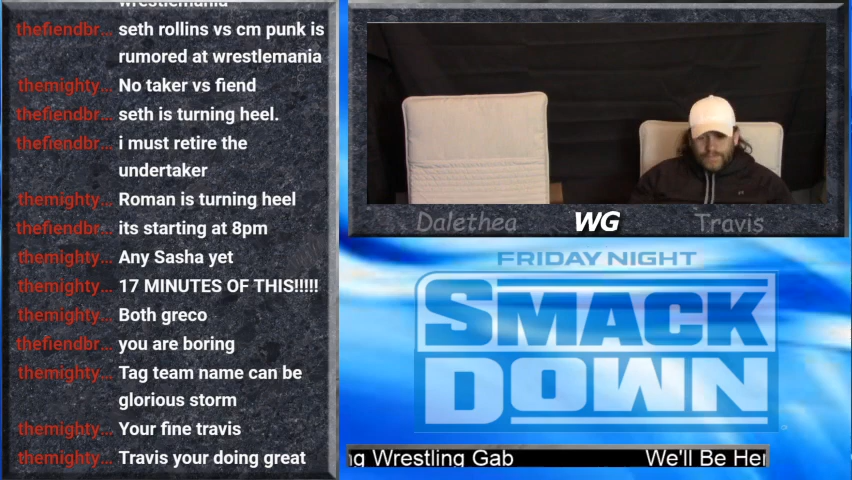 wrestlemania
thefiendbr... seth rollins vs cm punk is
rumored at wrestlemania
themighty... No taker vs fiend
thefiendbr... seth is turning heel.
thefiendbr... i must retire the
undertaker
themighty... Roman is turning heel
thefiendbr... its starting at 8pm
themighty... Any Sasha yet
themighty... 17 MINUTES OF THIS!!!!!
themighty... Both greco
thefiendbr... you are boring
themighty... Tag team name can be
glorious storm
themighty... Your fine travis
themighty... Travis your doing great
Dalethea WG Travis
FRIDAY NIGHT
SMACK
DOWN
ng Wrestling Gab We'll Be Her